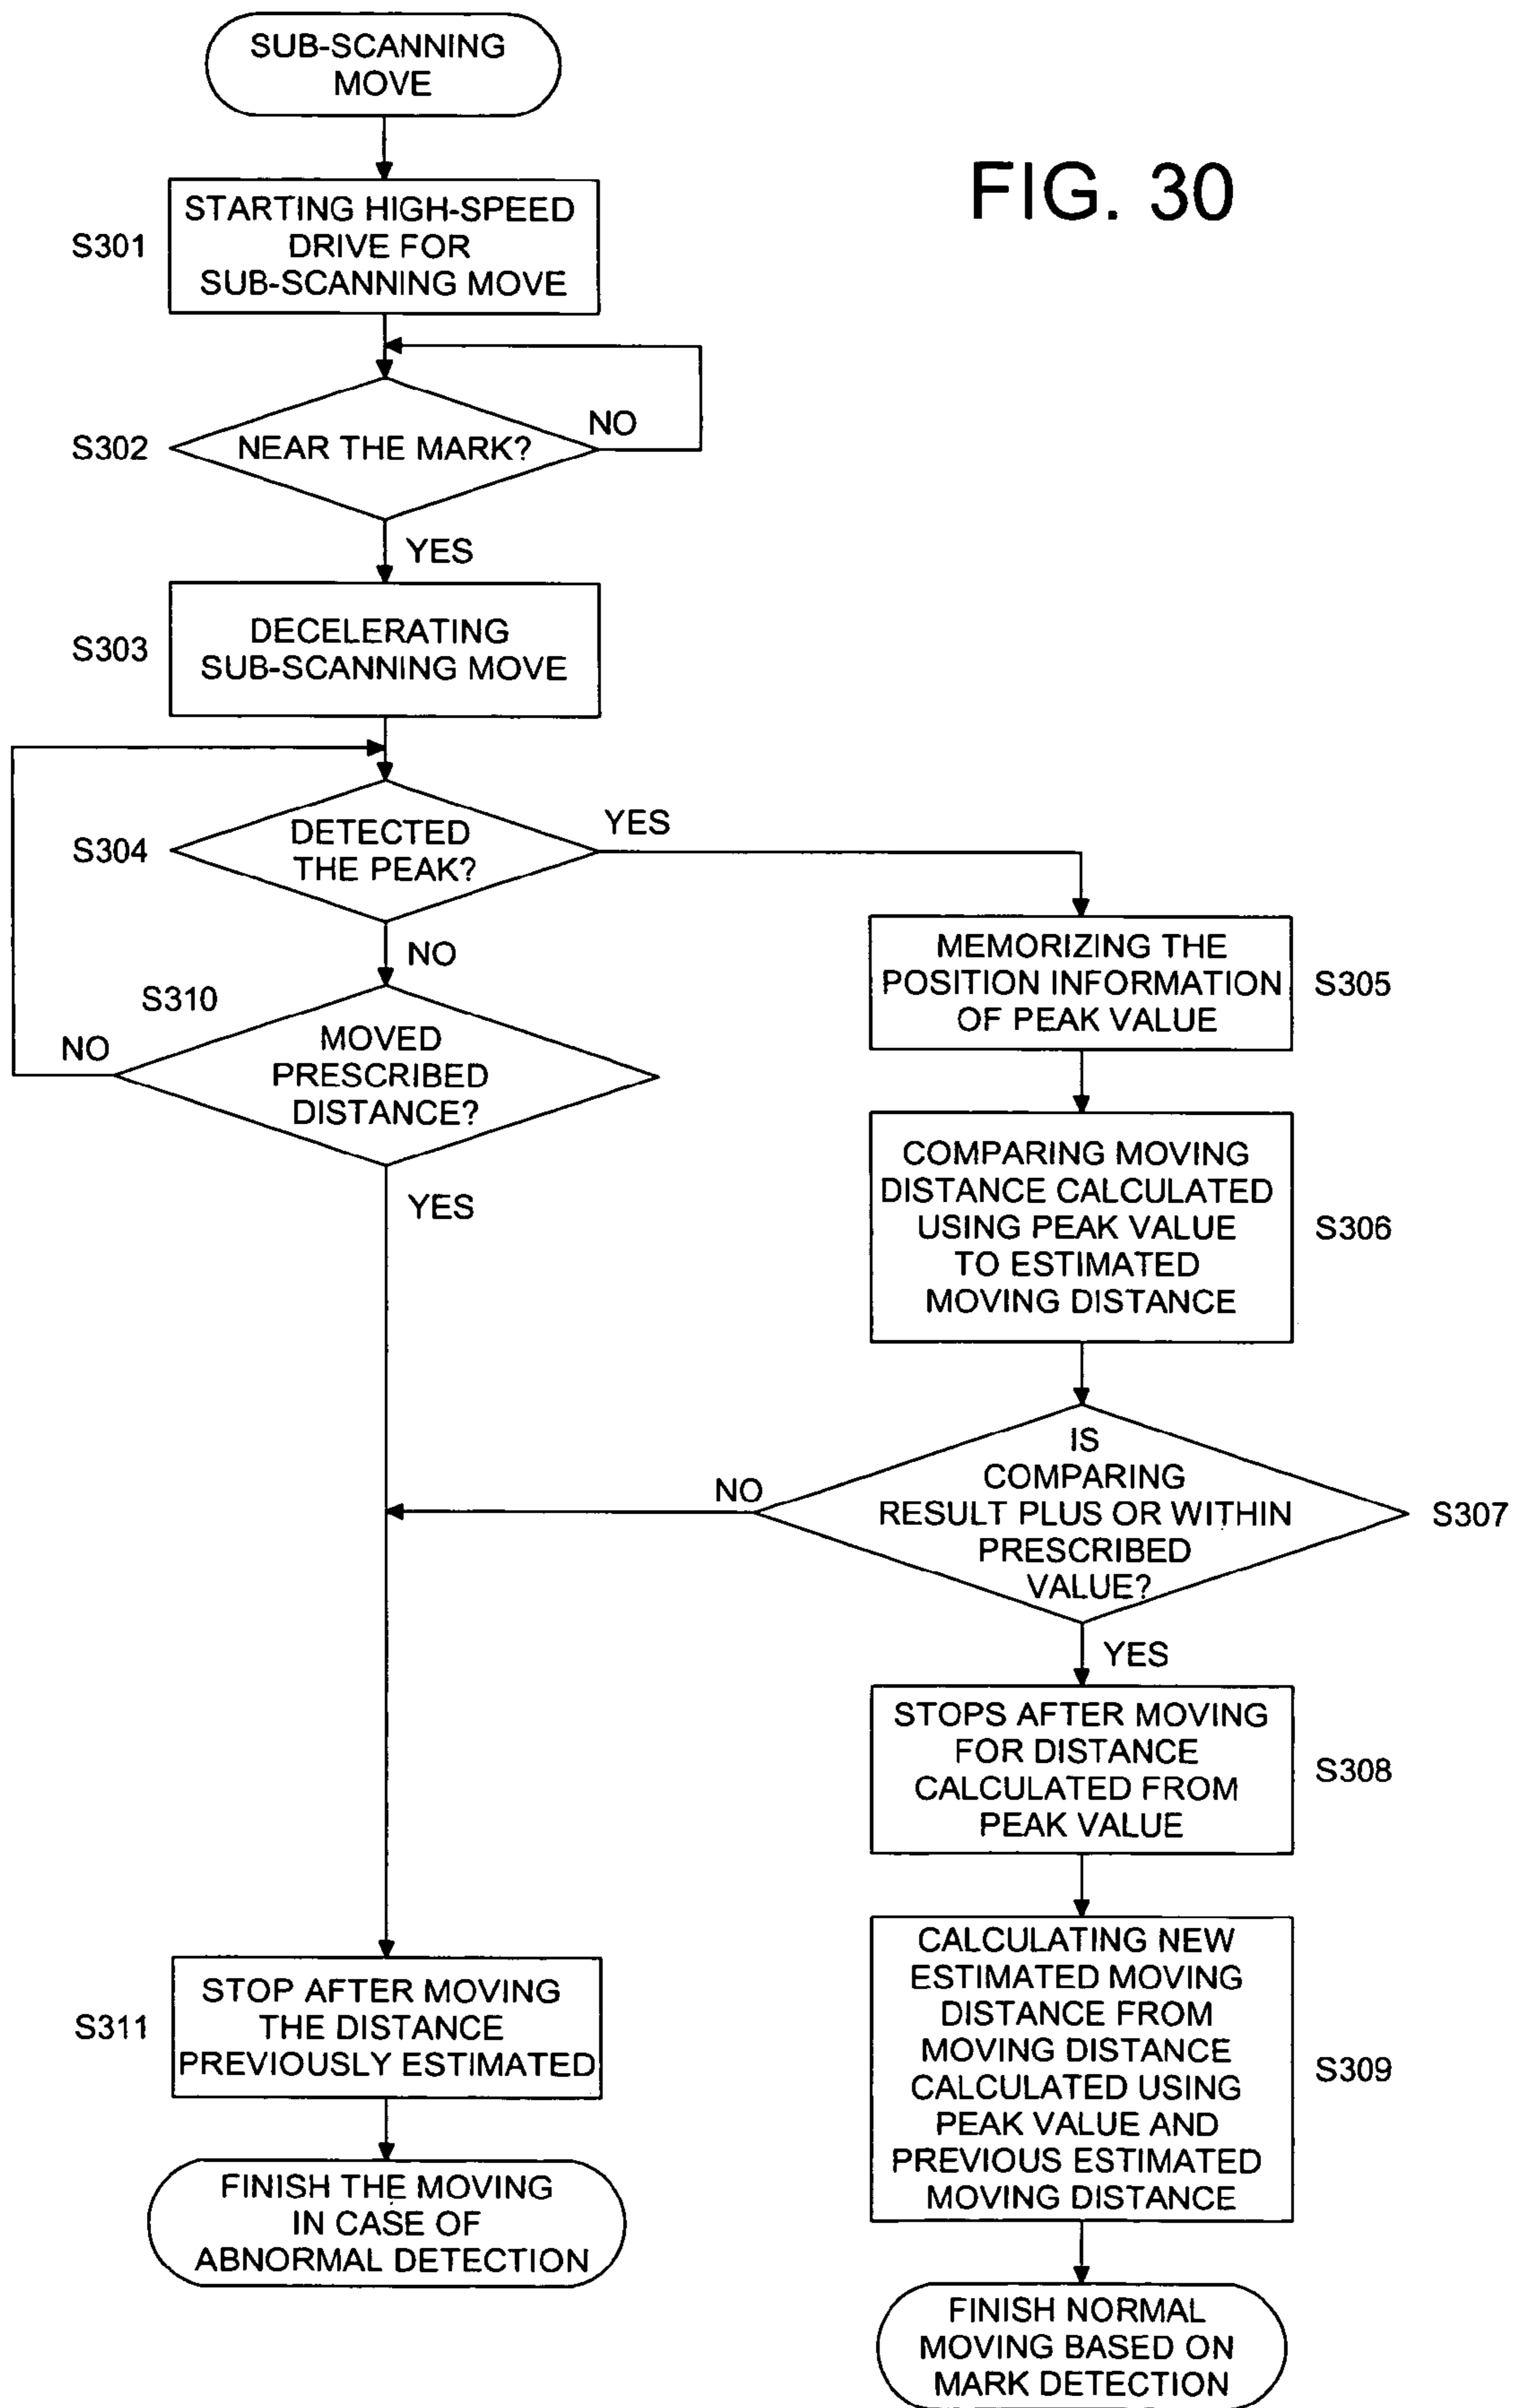 SUB-SCANNING
MOVE
FIG. 30
S301
STARTING HIGH-SPEED
DRIVE FOR
SUB-SCANNING MOVE
S302
NEAR THE MARK?
NO
YES
S303
DECELERATING
SUB-SCANNING MOVE
S304
DETECTED
THE PEAK?
YES
NO
S310
NO
MOVED
PRESCRIBED
DISTANCE?
YES
MEMORIZING THE
POSITION INFORMATION
OF PEAK VALUE
S305
COMPARING MOVING
DISTANCE CALCULATED
USING PEAK VALUE
TO ESTIMATED
MOVING DISTANCE
S306
NO
IS
COMPARING
RESULT PLUS OR WITHIN
PRESCRIBED
VALUE?
S307
YES
STOPS AFTER MOVING
FOR DISTANCE
CALCULATED FROM
PEAK VALUE
S308
CALCULATING NEW
ESTIMATED MOVING
DISTANCE FROM
MOVING DISTANCE
CALCULATED USING
PEAK VALUE AND
PREVIOUS ESTIMATED
MOVING DISTANCE
S309
S311
STOP AFTER MOVING
THE DISTANCE
PREVIOUSLY ESTIMATED
FINISH THE MOVING
IN CASE OF
ABNORMAL DETECTION
FINISH NORMAL
MOVING BASED ON
MARK DETECTION